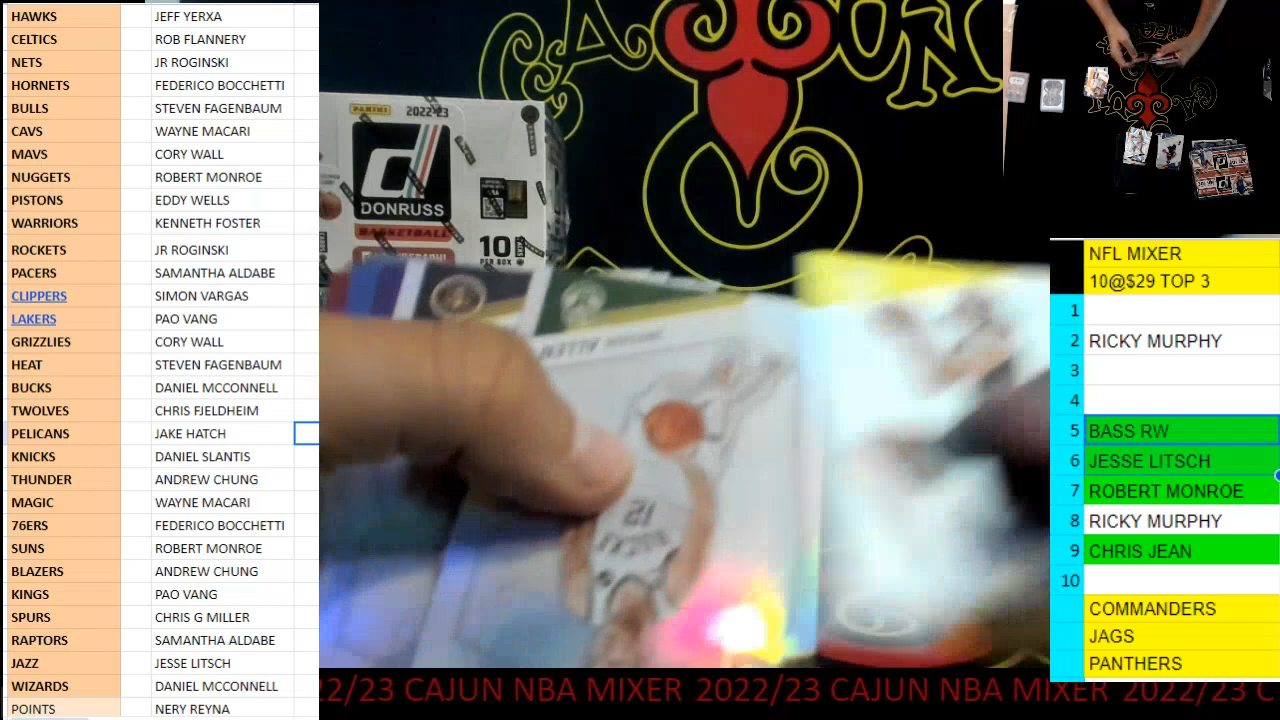 HAWKS JEFF YERXA
CELTICS ROB FLANNERY
NETS JR ROGINSKI
HORNETS FEDERICO BOCCHETTI
BULLS STEVEN FAGENBAUM
CAVS WAYNE MACARI
MAVS CORY WALL
NUGGETS ROBERT MONROE
PISTONS EDDY WELLS
WARRIORS KENNETH FOSTER
ROCKETS JR ROGINSKI
PACERS SAMANTHA ALDABE
CLIPPERS SIMON VARGAS
LAKERS PAO VANG
GRIZZLIES CORY WALL
HEAT STEVEN FAGENBAUM
BUCKS DANIEL MCCONNELL
TWOLVES CHRIS FJELDHEIM
PELICANS JAKE HATCH
KNICKS DANIEL SLANTIS
THUNDER ANDREW CHUNG
MAGIC WAYNE MACARI
76ERS FEDERICO BOCCHETTI
SUNS ROBERT MONROE
BLAZERS ANDREW CHUNG
KINGS PAO VANG
SPURS CHRIS G MILLER
RAPTORS SAMANTHA ALDABE
JAZZ JESSE LITSCH
WIZARDS DANIEL MCCONNELL
POINTS NERY REYNA
PANINI 2022-23
d
DONRUSS
BASKETBALL
10
PER BOX
ALLEN
15
NFL MIXER
10@$29 TOP 3
1
2 RICKY MURPHY
3
4
5 BASS RW
6 JESSE LITSCH
7 ROBERT MONROE
8 RICKY MURPHY
9 CHRIS JEAN
10
COMMANDERS
JAGS
PANTHERS
22/23 CAJUN NBA MIXER 2022/23 CAJUN NBA MIXER 2022/23 C